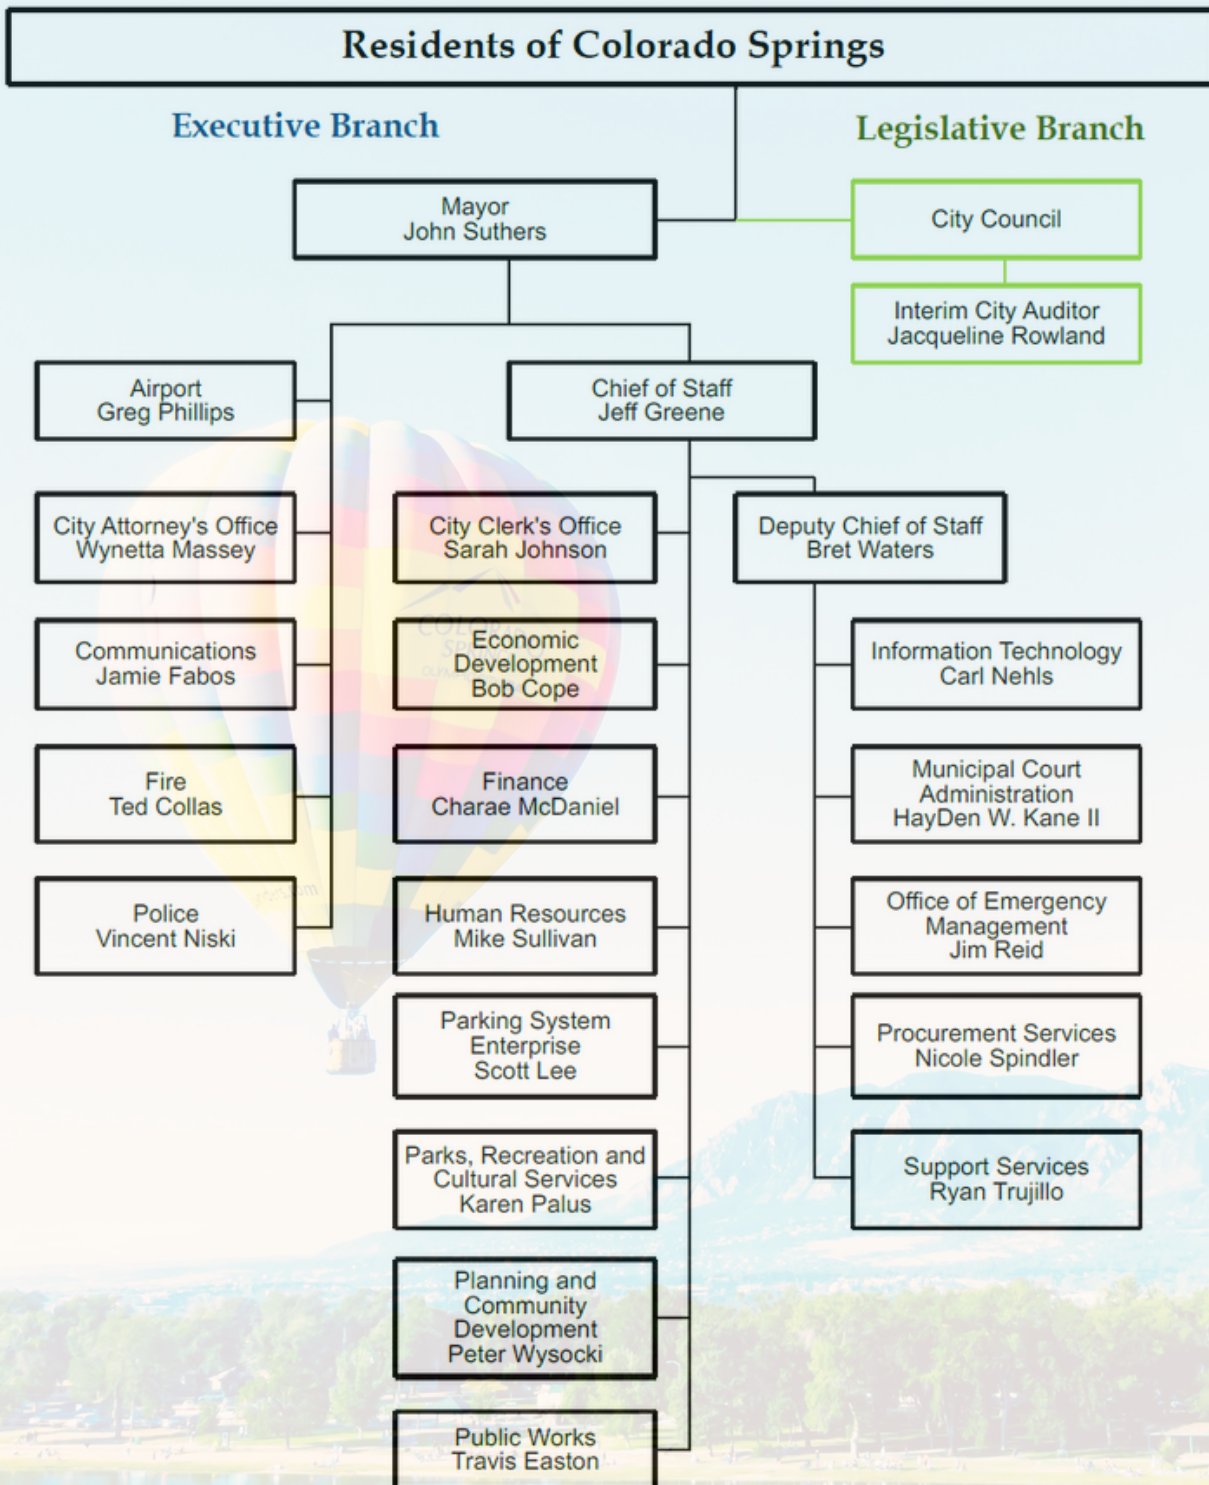 Residents of Colorado Springs
Executive Branch
Legislative Branch
Mayor
John Suthers
City Council
Interim City Auditor
Jacqueline Rowland
Airport
Greg Phillips
Chief of Staff
Jeff Greene
City Attorney's Office
Wynetta Massey
City Clerk's Office
Sarah Johnson
Deputy Chief of Staff
Bret Waters
Communications
Jamie Fabos
Economic
Development
Bob Cope
Information Technology
Carl Nehls
Fire
Ted Collas
Finance
Charae McDaniel
Municipal Court
Administration
HayDen W. Kane II
Police
Vincent Niski
Human Resources
Mike Sullivan
Office of Emergency
Management
Jim Reid
Parking System
Enterprise
Scott Lee
Procurement Services
Nicole Spindler
Parks, Recreation and
Cultural Services
Karen Palus
Support Services
Ryan Trujillo
Planning and
Community
Development
Peter Wysocki
Public Works
Travis Easton